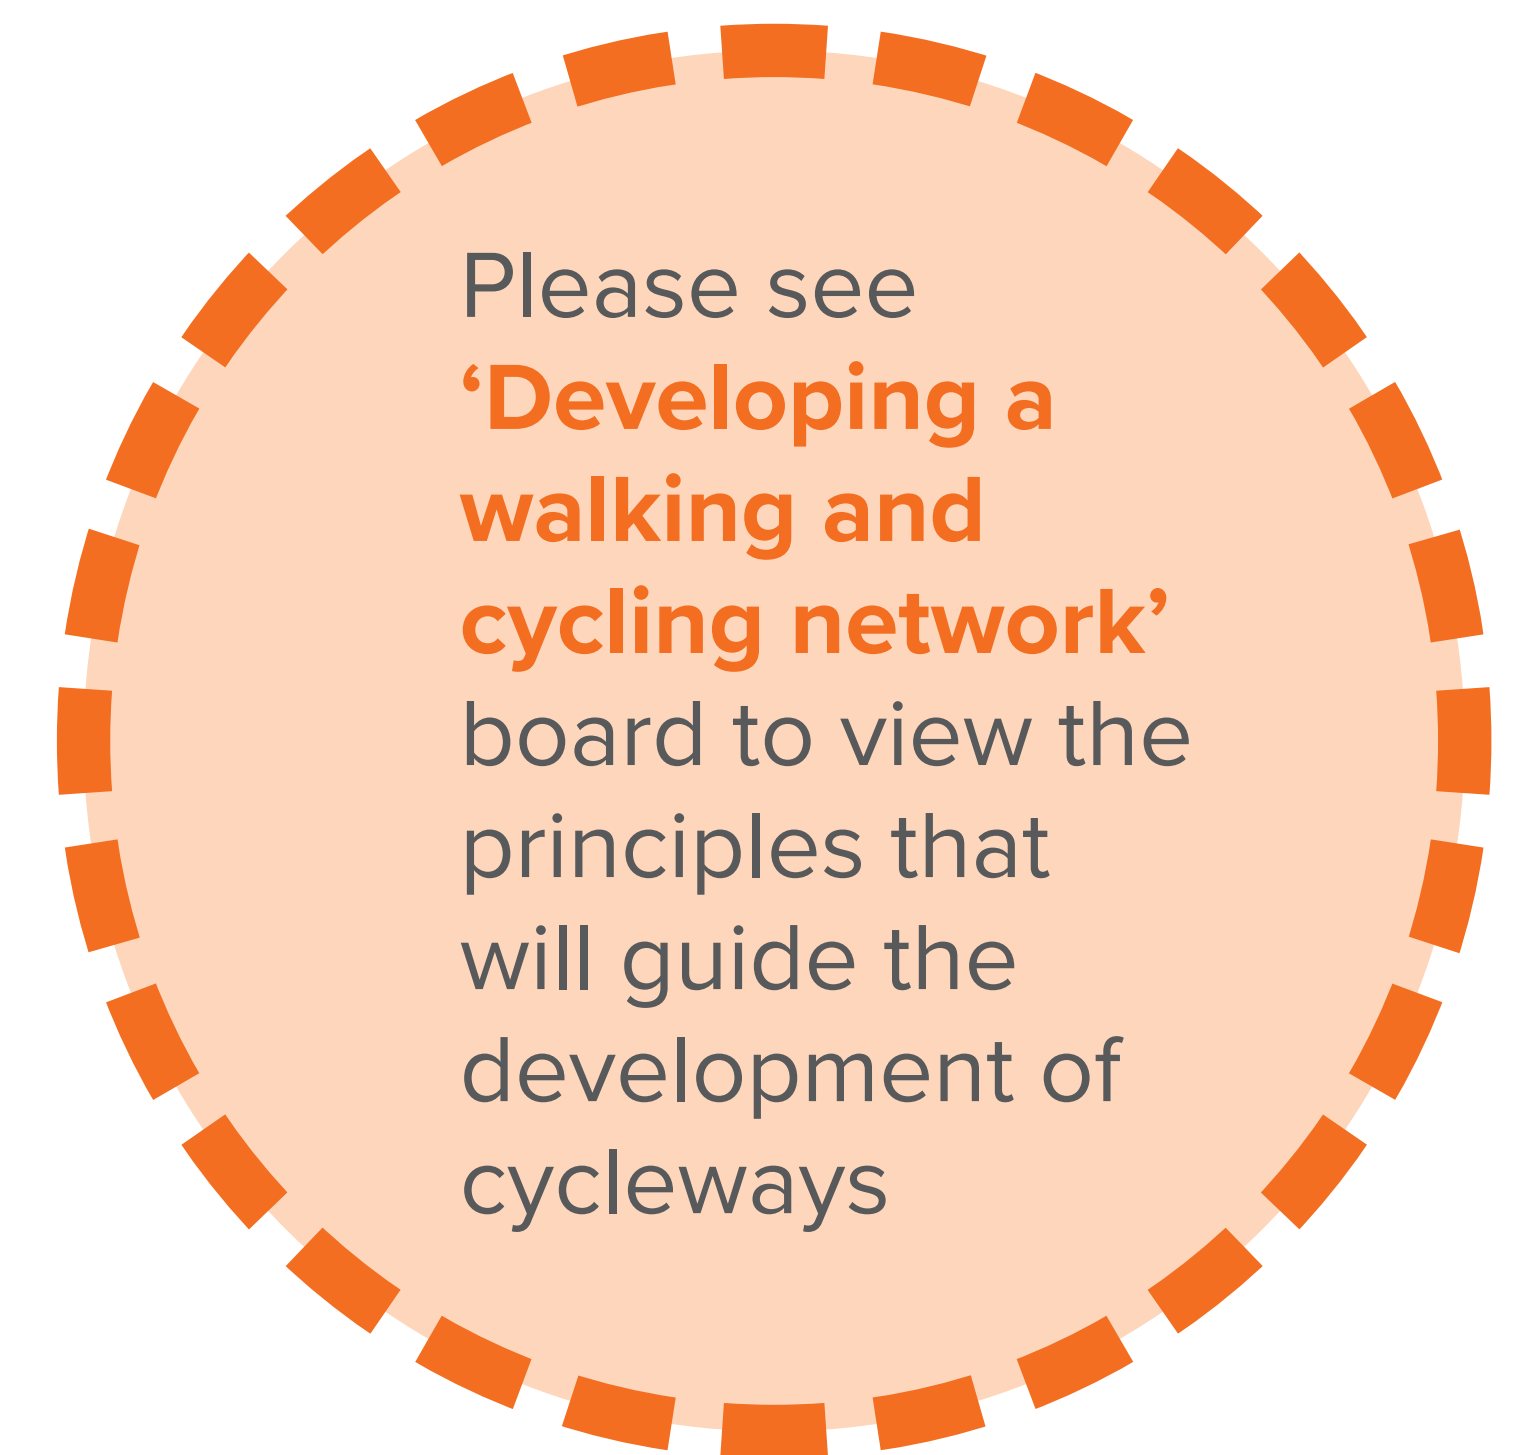 Please see
‘Developing a
walking and
cycling network’
board to view the
principles that
will guide the
development of
cycleways